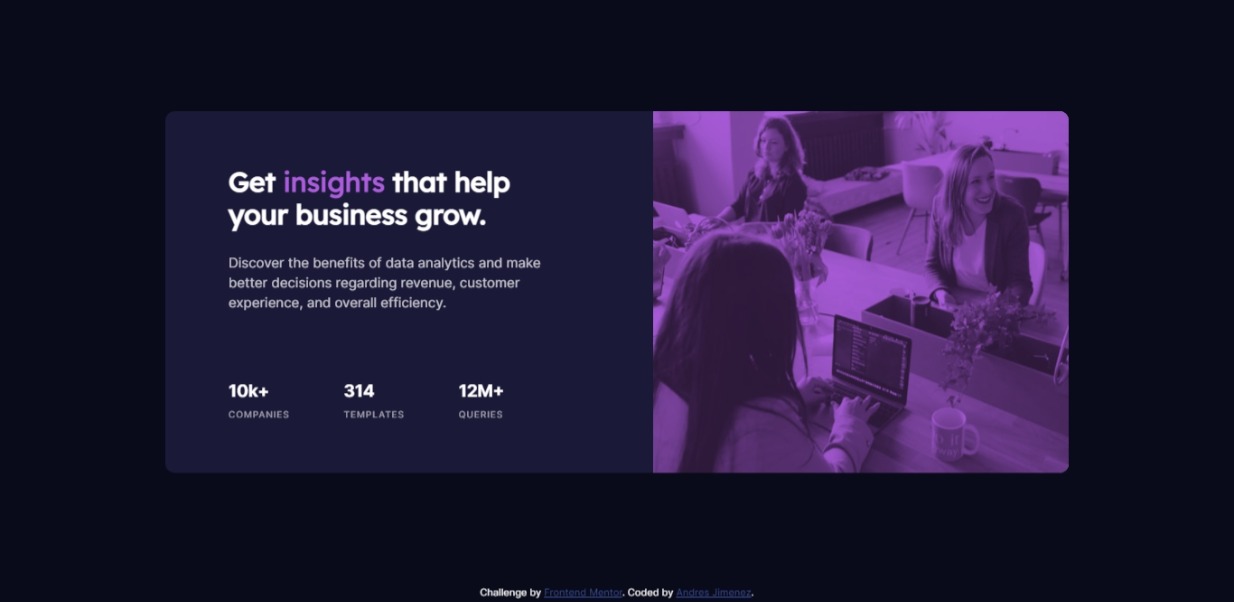 Get insights that help
your business grow.
Discover the benefits of data analytics and make
better decisions regarding revenue, customer
experience, and overall efficiency.
10k+ 314 12M+
COMPANIES TEMPLATES QUERIES
Challenge by Frontend Mentor. Coded by Andres Jimenez.